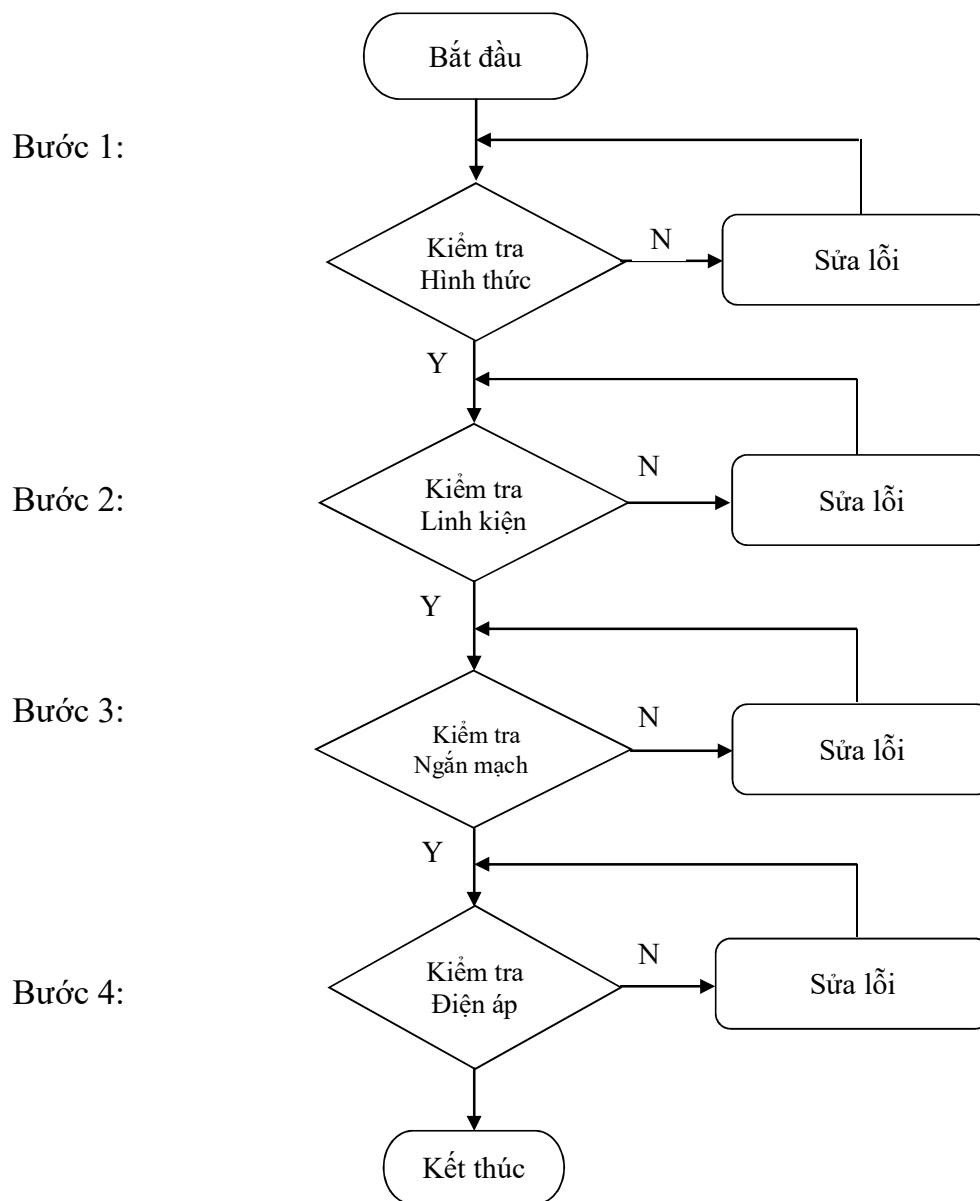 Bắt đầu
Bước 1:
Kiểm tra
Hình thức
N
Sửa lỗi
Y
Bước 2:
Kiểm tra
Linh kiện
N
Sửa lỗi
Y
Bước 3:
Kiểm tra
Ngắn mạch
N
Sửa lỗi
Y
Bước 4:
Kiểm tra
Điện áp
N
Sửa lỗi
Kết thúc